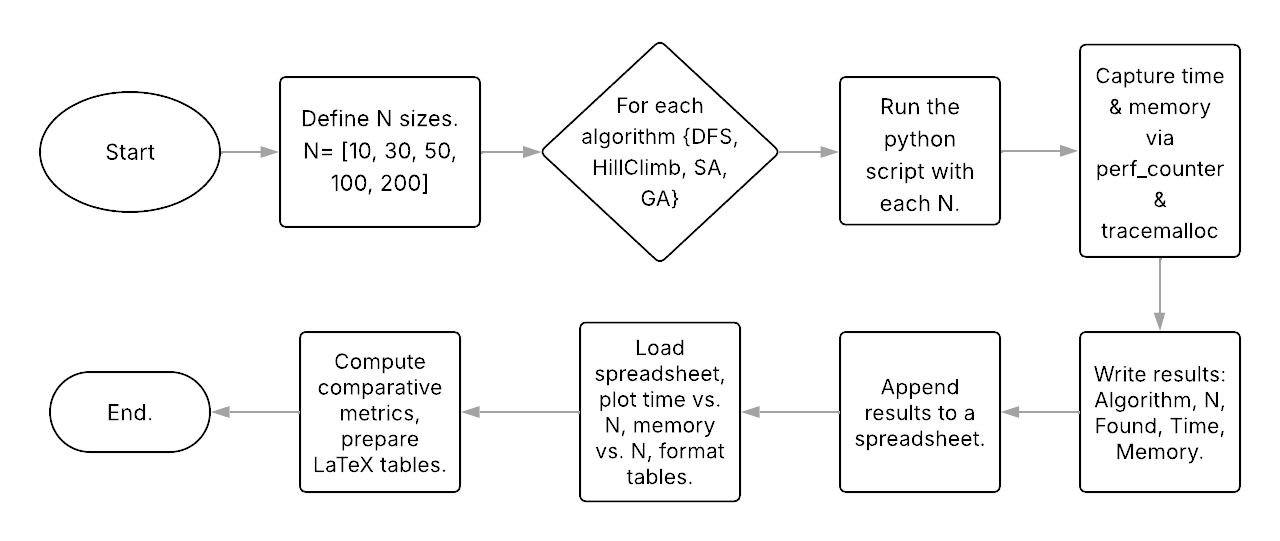 Start
Define N sizes.
N= [10, 30, 50,
100, 200]
For each
algorithm {DFS,
HillClimb, SA,
GA}
Run the
python
script with
each N.
Capture time
& memory
via
perf_counter
&
tracemalloc
Write results:
Algorithm, N,
Found, Time,
Memory.
Append
results to a
spreadsheet.
Load
spreadsheet,
plot time vs.
N, memory
vs. N, format
tables.
Compute
comparative
metrics,
prepare
LaTeX tables.
End.